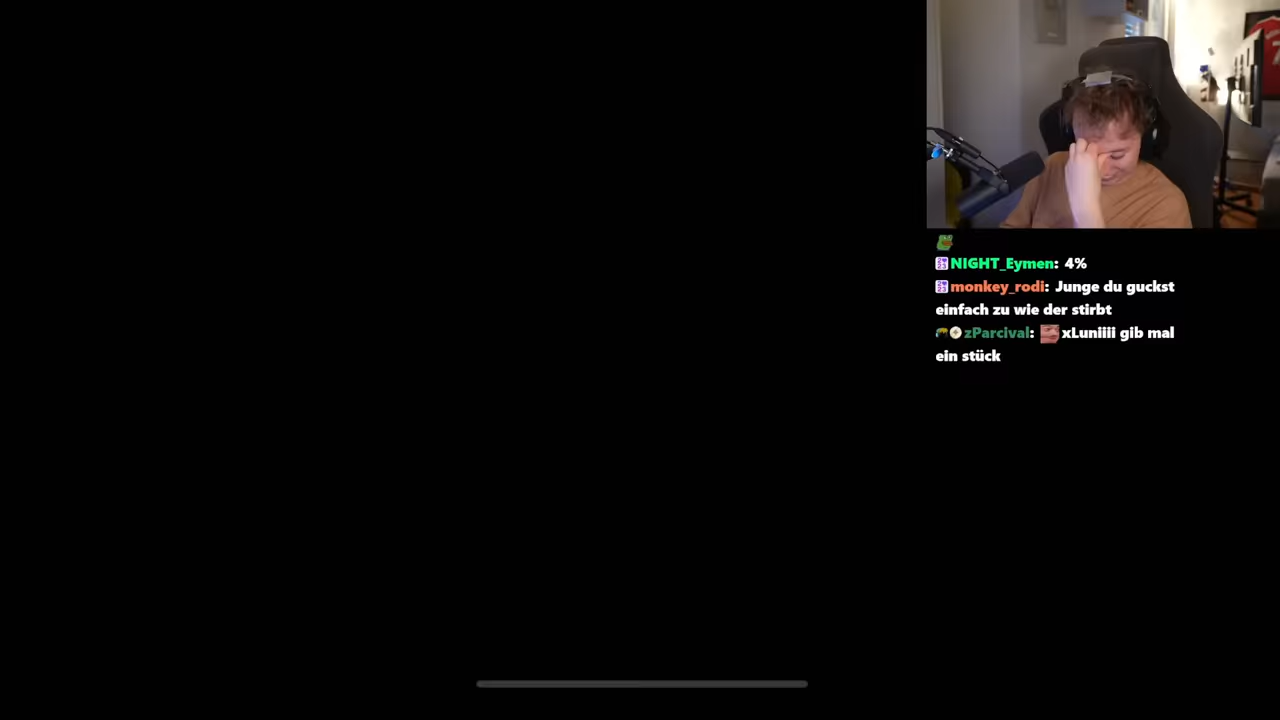 NIGHT_Eymen: 4%
monkey_rodi: Junge du guckst
einfach zu wie der stirbt
zParcival: xLuniiii gib mal
ein stück